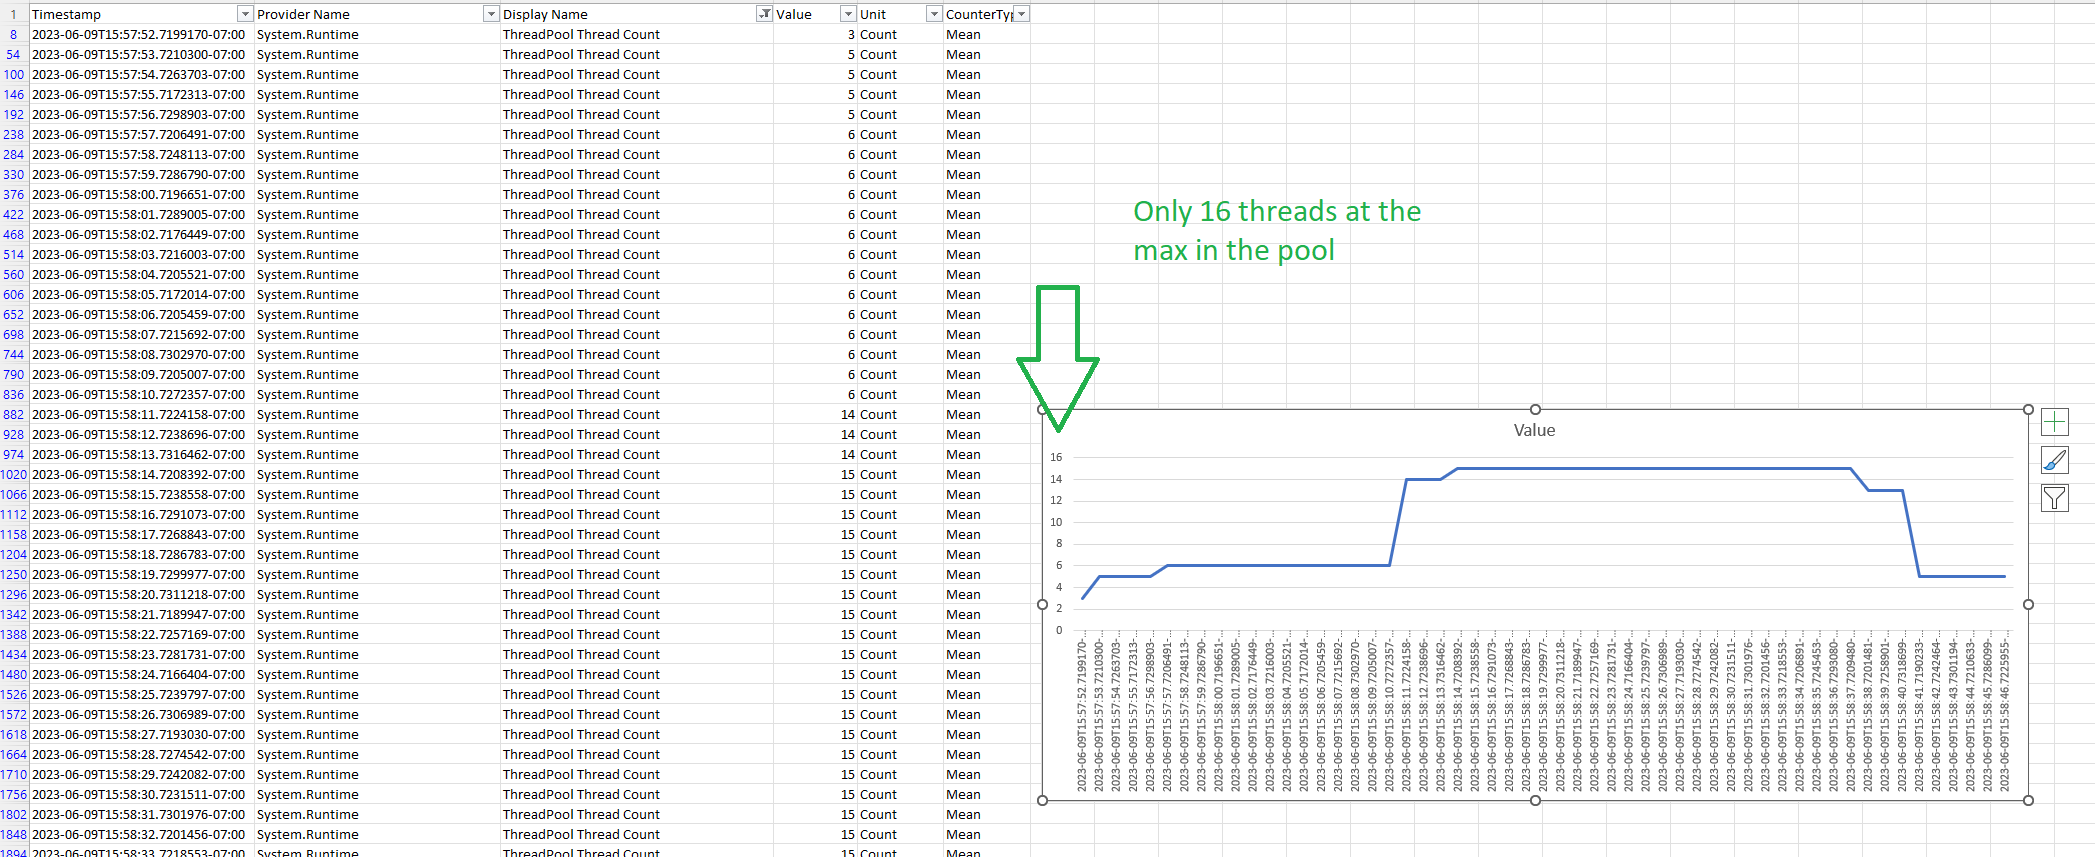 1 Timestamp Provider Name Display Name Value Unit CounterTyp
8 2023-06-09T15:57:52.7199170-07:00 System.Runtime ThreadPool Thread Count 3 Count Mean
54 2023-06-09T15:57:53.7210300-07:00 System.Runtime ThreadPool Thread Count 5 Count Mean
100 2023-06-09T15:57:54.7263703-07:00 System.Runtime ThreadPool Thread Count 5 Count Mean
146 2023-06-09T15:57:55.7172313-07:00 System.Runtime ThreadPool Thread Count 5 Count Mean
192 2023-06-09T15:57:56.7298903-07:00 System.Runtime ThreadPool Thread Count 5 Count Mean
238 2023-06-09T15:57:57.7206491-07:00 System.Runtime ThreadPool Thread Count 6 Count Mean
284 2023-06-09T15:57:58.7248113-07:00 System.Runtime ThreadPool Thread Count 6 Count Mean
330 2023-06-09T15:57:59.7286790-07:00 System.Runtime ThreadPool Thread Count 6 Count Mean
376 2023-06-09T15:58:00.7196651-07:00 System.Runtime ThreadPool Thread Count 6 Count Mean
422 2023-06-09T15:58:01.7289005-07:00 System.Runtime ThreadPool Thread Count 6 Count Mean
468 2023-06-09T15:58:02.7176449-07:00 System.Runtime ThreadPool Thread Count 6 Count Mean
514 2023-06-09T15:58:03.7216003-07:00 System.Runtime ThreadPool Thread Count 6 Count Mean
560 2023-06-09T15:58:04.7205521-07:00 System.Runtime ThreadPool Thread Count 6 Count Mean
606 2023-06-09T15:58:05.7172014-07:00 System.Runtime ThreadPool Thread Count 6 Count Mean
652 2023-06-09T15:58:06.7205459-07:00 System.Runtime ThreadPool Thread Count 6 Count Mean
698 2023-06-09T15:58:07.7215692-07:00 System.Runtime ThreadPool Thread Count 6 Count Mean
744 2023-06-09T15:58:08.7302970-07:00 System.Runtime ThreadPool Thread Count 6 Count Mean
790 2023-06-09T15:58:09.7205007-07:00 System.Runtime ThreadPool Thread Count 6 Count Mean
836 2023-06-09T15:58:10.7272357-07:00 System.Runtime ThreadPool Thread Count 6 Count Mean
882 2023-06-09T15:58:11.7224158-07:00 System.Runtime ThreadPool Thread Count 14 Count Mean
928 2023-06-09T15:58:12.7238696-07:00 System.Runtime ThreadPool Thread Count 14 Count Mean
974 2023-06-09T15:58:13.7316462-07:00 System.Runtime ThreadPool Thread Count 14 Count Mean
1020 2023-06-09T15:58:14.7208392-07:00 System.Runtime ThreadPool Thread Count 15 Count Mean
1066 2023-06-09T15:58:15.7238558-07:00 System.Runtime ThreadPool Thread Count 15 Count Mean
1112 2023-06-09T15:58:16.7291073-07:00 System.Runtime ThreadPool Thread Count 15 Count Mean
1158 2023-06-09T15:58:17.7268843-07:00 System.Runtime ThreadPool Thread Count 15 Count Mean
1204 2023-06-09T15:58:18.7286783-07:00 System.Runtime ThreadPool Thread Count 15 Count Mean
1250 2023-06-09T15:58:19.7299977-07:00 System.Runtime ThreadPool Thread Count 15 Count Mean
1296 2023-06-09T15:58:20.7311218-07:00 System.Runtime ThreadPool Thread Count 15 Count Mean
1342 2023-06-09T15:58:21.7189947-07:00 System.Runtime ThreadPool Thread Count 15 Count Mean
1388 2023-06-09T15:58:22.7257169-07:00 System.Runtime ThreadPool Thread Count 15 Count Mean
1434 2023-06-09T15:58:23.7281731-07:00 System.Runtime ThreadPool Thread Count 15 Count Mean
1480 2023-06-09T15:58:24.7166404-07:00 System.Runtime ThreadPool Thread Count 15 Count Mean
1526 2023-06-09T15:58:25.7239797-07:00 System.Runtime ThreadPool Thread Count 15 Count Mean
1572 2023-06-09T15:58:26.7306989-07:00 System.Runtime ThreadPool Thread Count 15 Count Mean
1618 2023-06-09T15:58:27.7193030-07:00 System.Runtime ThreadPool Thread Count 15 Count Mean
1664 2023-06-09T15:58:28.7274542-07:00 System.Runtime ThreadPool Thread Count 15 Count Mean
1710 2023-06-09T15:58:29.7242082-07:00 System.Runtime ThreadPool Thread Count 15 Count Mean
1756 2023-06-09T15:58:30.7231511-07:00 System.Runtime ThreadPool Thread Count 15 Count Mean
1802 2023-06-09T15:58:31.7301976-07:00 System.Runtime ThreadPool Thread Count 15 Count Mean
1848 2023-06-09T15:58:32.7201456-07:00 System.Runtime ThreadPool Thread Count 15 Count Mean
1894 2023-06-09T15:58:33.7218553-07:00 System.Runtime ThreadPool Thread Count 15 Count Mean
Only 16 threads at the
max in the pool
Value
16
14
12
10
8
6
4
2
0
2023-06-09T15:57:52.7199170-...
2023-06-09T15:57:53.7210300-...
2023-06-09T15:57:54.7263703-...
2023-06-09T15:57:55.7172313-...
2023-06-09T15:57:56.7298903-...
2023-06-09T15:57:57.7206491-...
2023-06-09T15:57:58.7248113-...
2023-06-09T15:57:59.7286790-...
2023-06-09T15:58:00.7196651-...
2023-06-09T15:58:01.7289005-...
2023-06-09T15:58:02.7176449-...
2023-06-09T15:58:03.7216003-...
2023-06-09T15:58:04.7205521-...
2023-06-09T15:58:05.7172014-...
2023-06-09T15:58:06.7205459-...
2023-06-09T15:58:07.7215692-...
2023-06-09T15:58:08.7302970-...
2023-06-09T15:58:09.7205007-...
2023-06-09T15:58:10.7272357-...
2023-06-09T15:58:11.7224158-...
2023-06-09T15:58:12.7238696-...
2023-06-09T15:58:13.7316462-...
2023-06-09T15:58:14.7208392-...
2023-06-09T15:58:15.7238558-...
2023-06-09T15:58:16.7291073-...
2023-06-09T15:58:17.7268843-...
2023-06-09T15:58:18.7286783-...
2023-06-09T15:58:19.7299977-...
2023-06-09T15:58:20.7311218-...
2023-06-09T15:58:21.7189947-...
2023-06-09T15:58:22.7257169-...
2023-06-09T15:58:23.7281731-...
2023-06-09T15:58:24.7166404-...
2023-06-09T15:58:25.7239797-...
2023-06-09T15:58:26.7306989-...
2023-06-09T15:58:27.7193030-...
2023-06-09T15:58:28.7274542-...
2023-06-09T15:58:29.7242082-...
2023-06-09T15:58:30.7231511-...
2023-06-09T15:58:31.7301976-...
2023-06-09T15:58:32.7201456-...
2023-06-09T15:58:33.7218553-...
2023-06-09T15:58:34.7206891-...
2023-06-09T15:58:35.7245453-...
2023-06-09T15:58:36.7293080-...
2023-06-09T15:58:37.7209480-...
2023-06-09T15:58:38.7201481-...
2023-06-09T15:58:39.7258901-...
2023-06-09T15:58:40.7318699-...
2023-06-09T15:58:41.7190233-...
2023-06-09T15:58:42.7242464-...
2023-06-09T15:58:43.7301194-...
2023-06-09T15:58:44.7210633-...
2023-06-09T15:58:45.7286099-...
2023-06-09T15:58:46.7225955-...